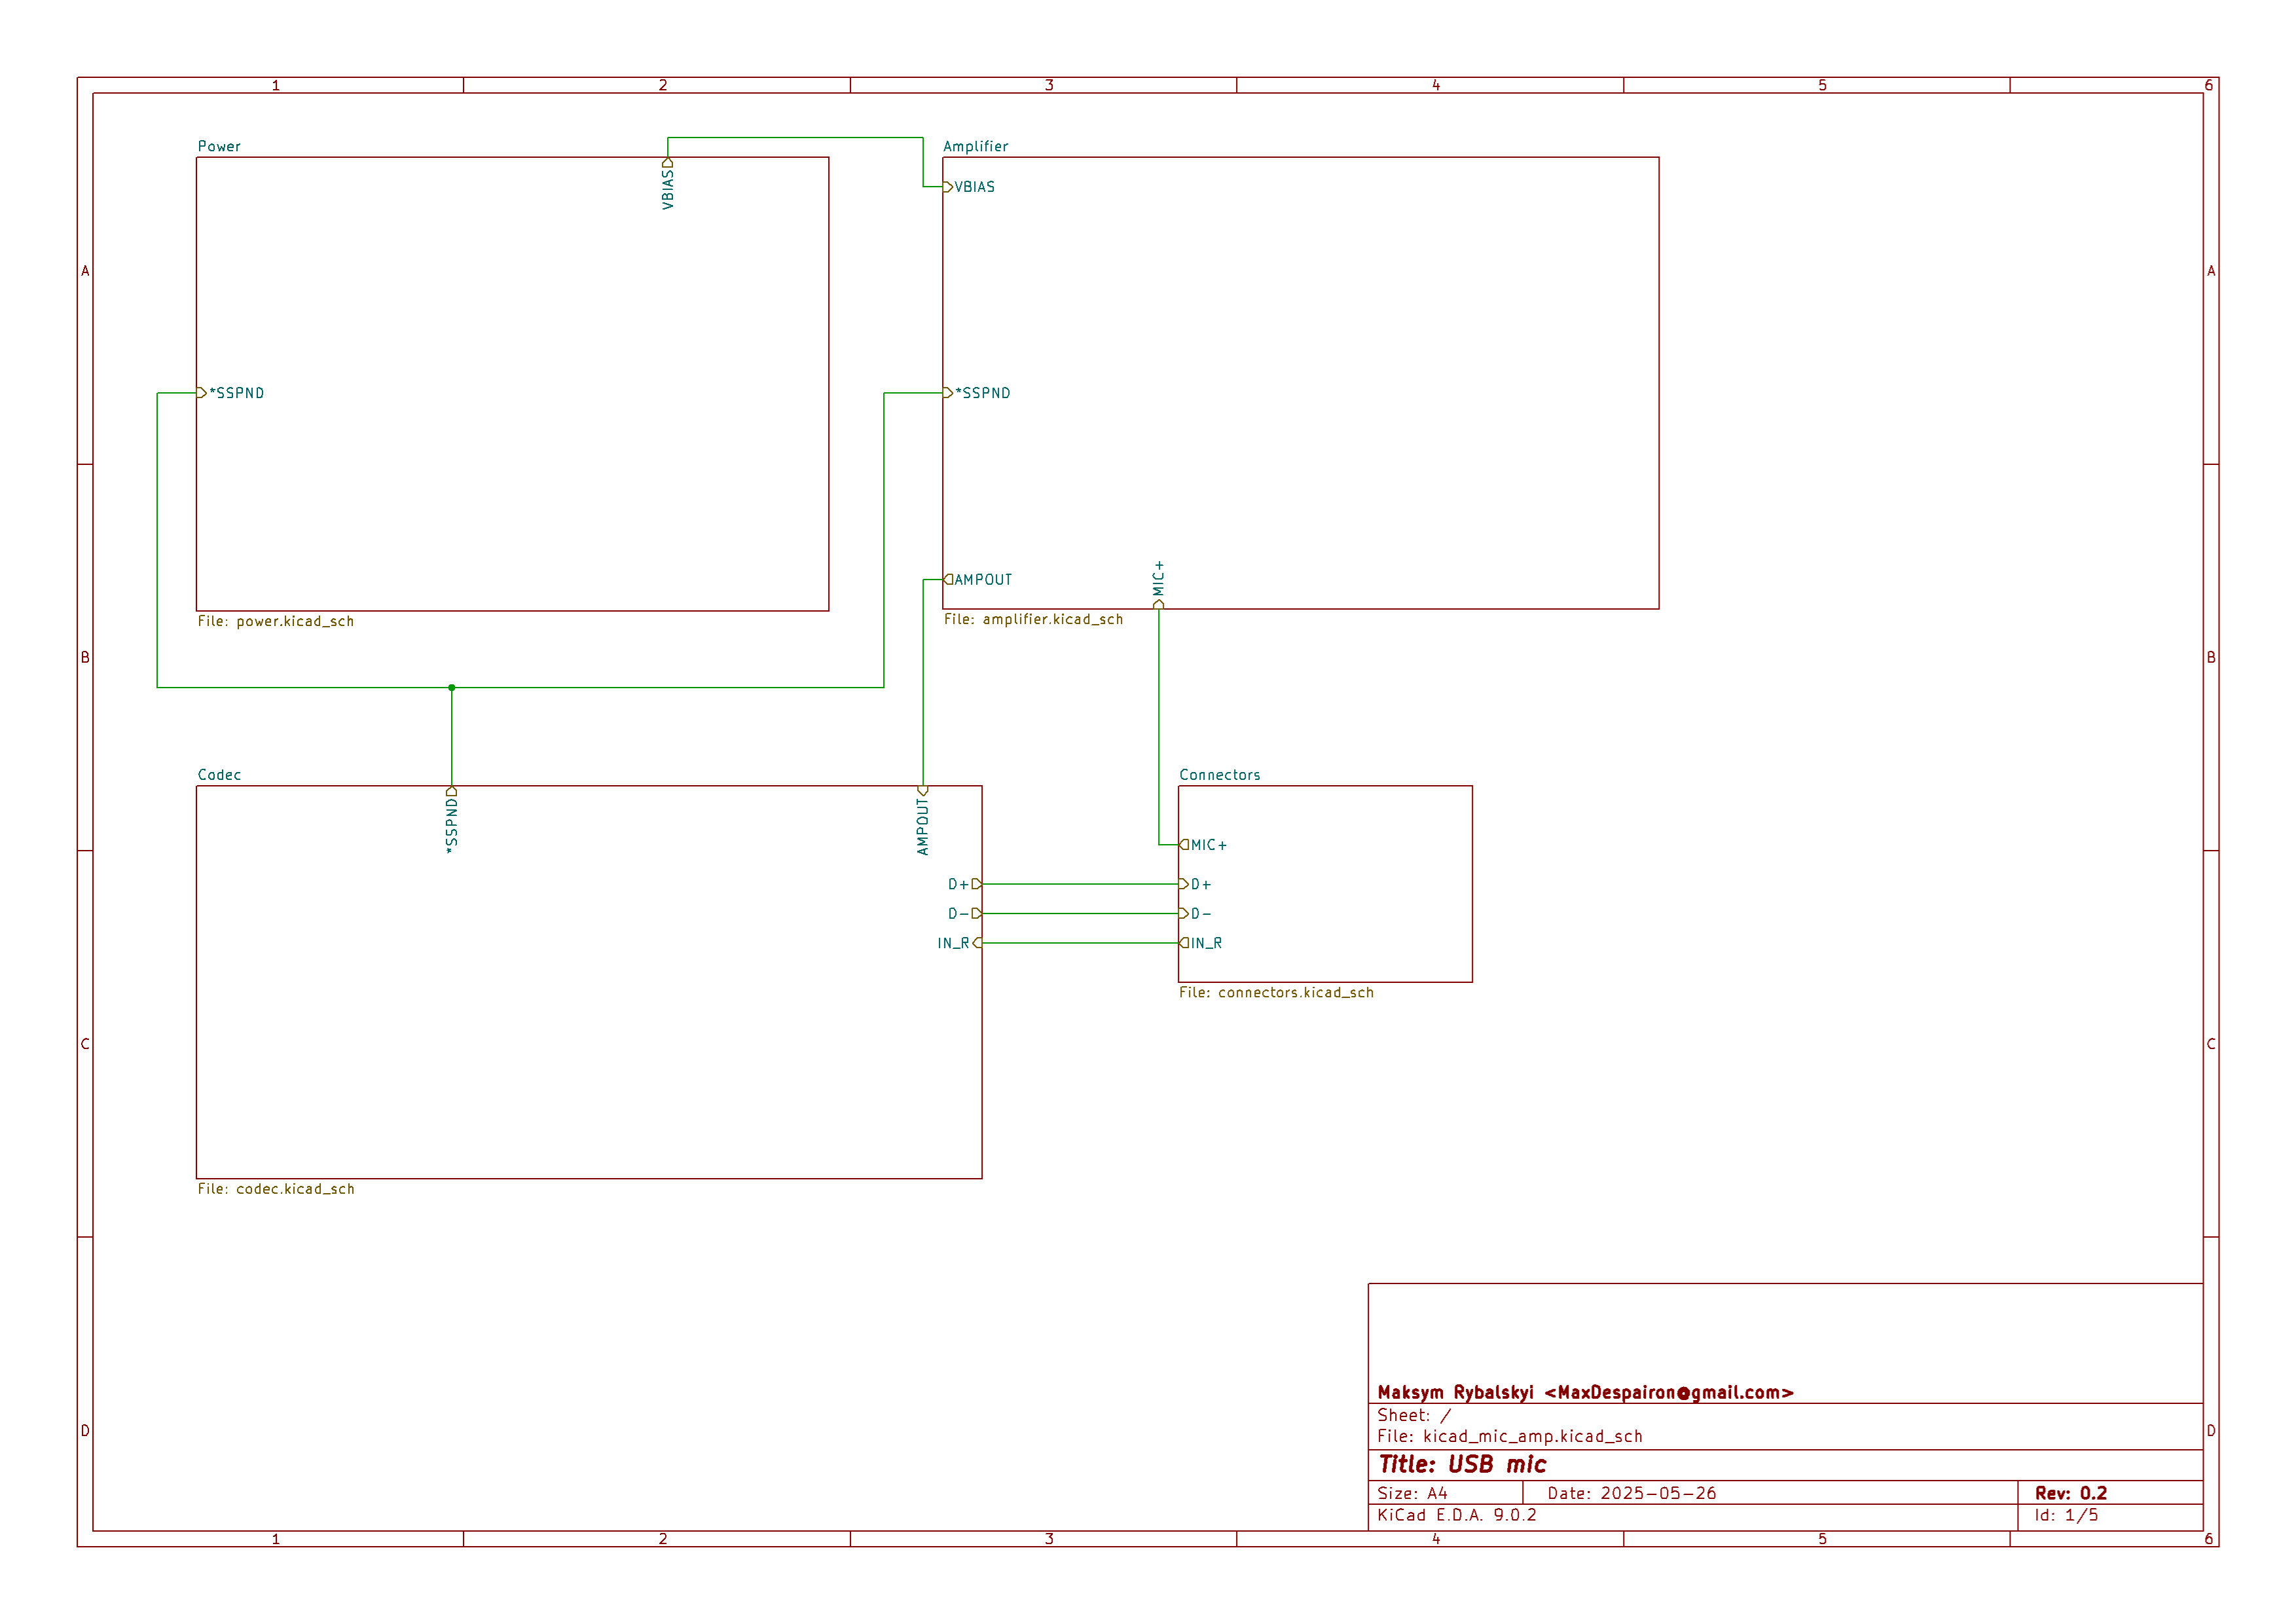 1 2 3 4 5 6
Power
Amplifier
VBIAS
VBIAS
A
A
*SSPND
*SSPND
MIC+
AMPOUT
File: power.kicad_sch
File: amplifier.kicad_sch
B
B
Codec
Connectors
*SSPND
AMPOUT
MIC+
D+
D+
D-
D-
IN_R
IN_R
File: connectors.kicad_sch
C
C
File: codec.kicad_sch
Maksym Rybalskyi <MaxDespairon@gmail.com>
Sheet: /
D
D
File: kicad_mic_amp.kicad_sch
Title: USB mic
Size: A4 Date: 2025-05-26 Rev: 0.2
KiCad E.D.A. 9.0.2 Id: 1/5
1 2 3 4 5 6